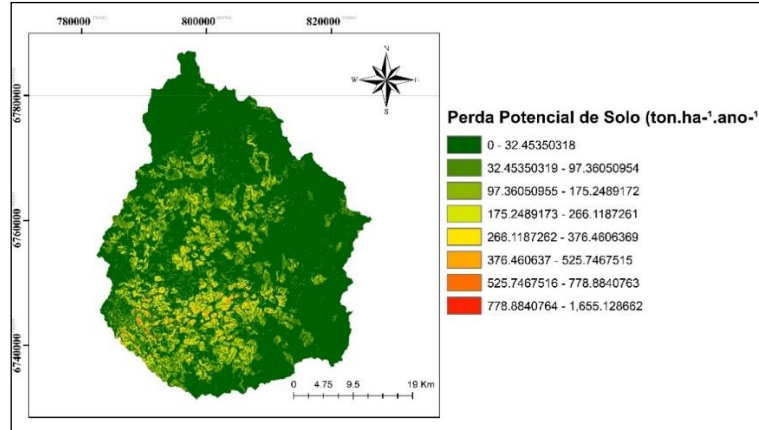 780000 800000 820000
6780000
6760000
6740000
N
W E
S
Perda Potencial de Solo (ton.ha-¹.ano-¹
0 - 32.45350318
32.45350319 - 97.36050954
97.36050955 - 175.2489172
175.2489173 - 266.1187261
266.1187262 - 376.4606369
376.460637 - 525.7467515
525.7467516 - 778.8840763
778.8840764 - 1,655.128662
0 4.75 9.5 19 Km